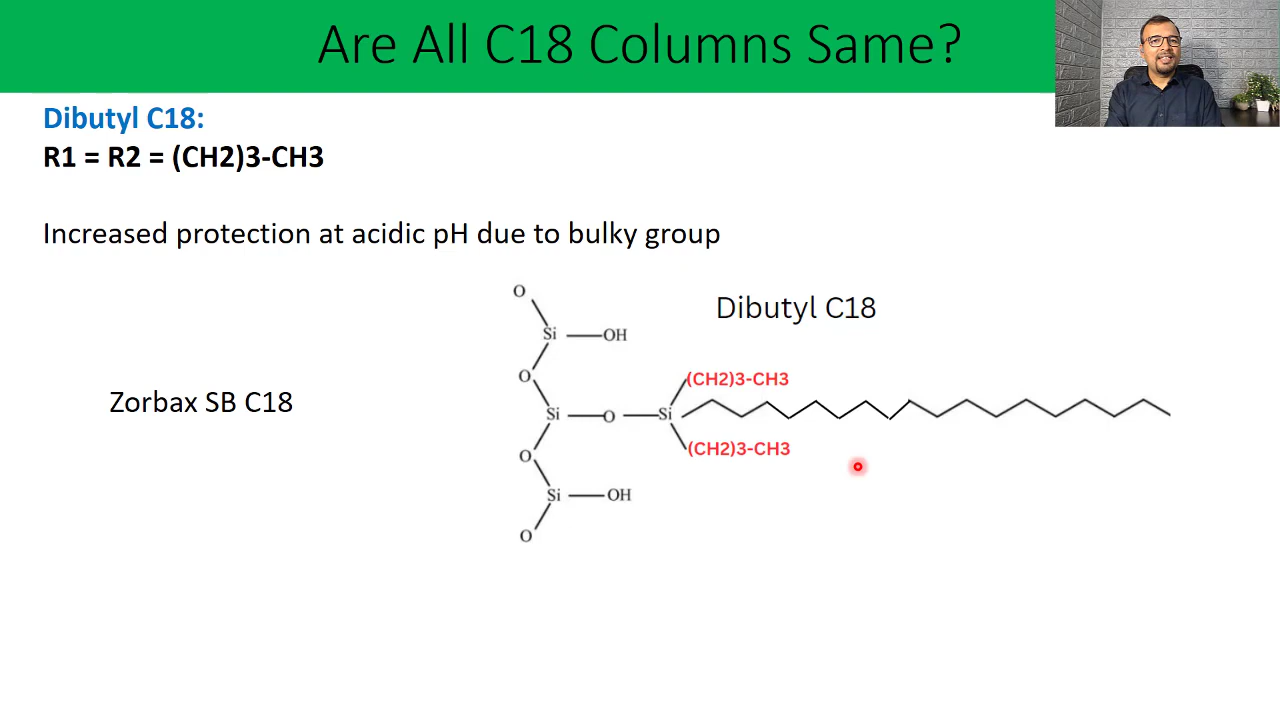 Are All C18 Columns Same?
Dibutyl C18:
R1 = R2 = (CH2)3-CH3
Increased protection at acidic pH due to bulky group
O
Dibutyl C18
Si
OH
O
(CH2)3-CH3
Zorbax SB C18
Si
O
Si
O
(CH2)3-CH3
Si
OH
O